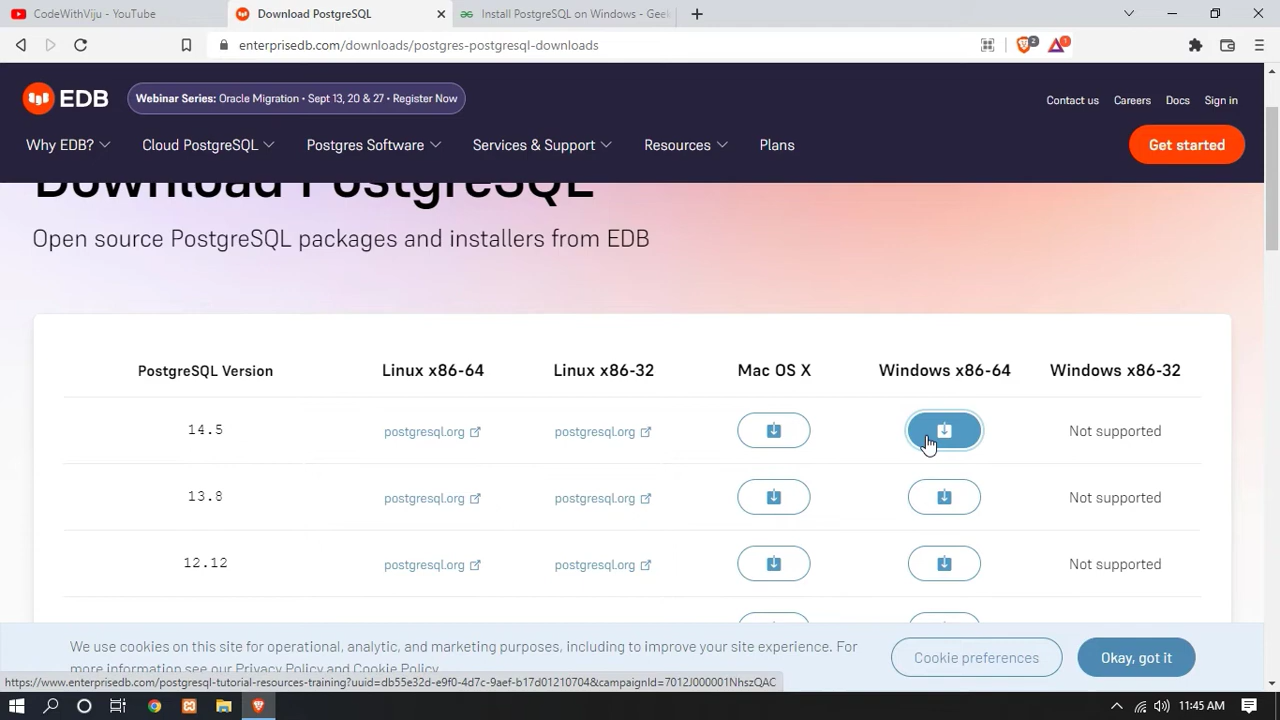 CodeWithViju - YouTube
Download PostgreSQL
Install PostgreSQL on Windows - Geek
enterprisedb.com/downloads/postgres-postgresql-downloads
2
1
EDB
Webinar Series: Oracle Migration • Sept 13, 20 & 27 • Register Now
Contact us
Careers
Docs
Sign in
Why EDB?
Cloud PostgreSQL
Postgres Software
Services & Support
Resources
Plans
Get started
Download PostgreSQL
Open source PostgreSQL packages and installers from EDB
PostgreSQL Version
Linux x86-64
Linux x86-32
Mac OS X
Windows x86-64
Windows x86-32
14.5
postgresql.org
postgresql.org
Not supported
13.8
postgresql.org
postgresql.org
Not supported
12.12
postgresql.org
postgresql.org
Not supported
We use cookies on this site for operational, analytic, and marketing purposes, including to improve your site experience. For
more information see our Privacy Policy and Cookie Policy.
Cookie preferences
Okay, got it
https://www.enterprisedb.com/postgresql-tutorial-resources-training?uuid=db55e32d-e9f0-4d7c-9aef-b17d01210704&campaignId=7012J000001NhszQAC
11:45 AM